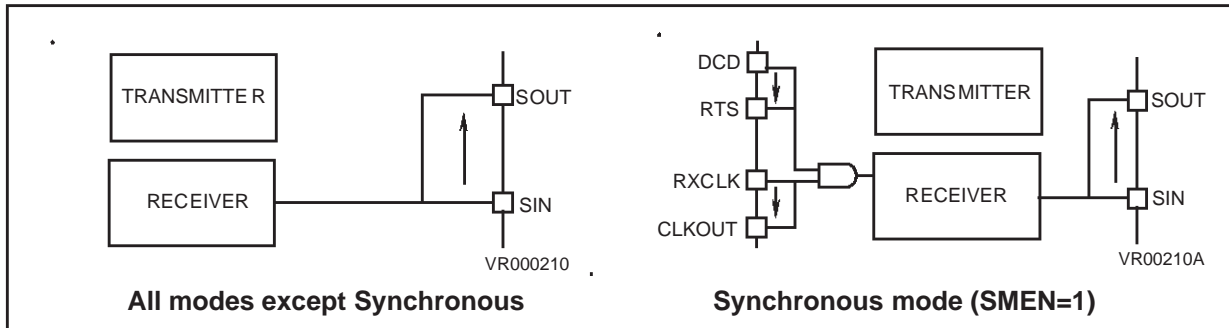 TRANSMITTER
RECEIVER
SOUT
SIN
VR000210
All modes except Synchronous
DCD
RTS
RXCLK
CLKOUT
TRANSMITTER
RECEIVER
SOUT
SIN
VR00210A
Synchronous mode (SMEN=1)